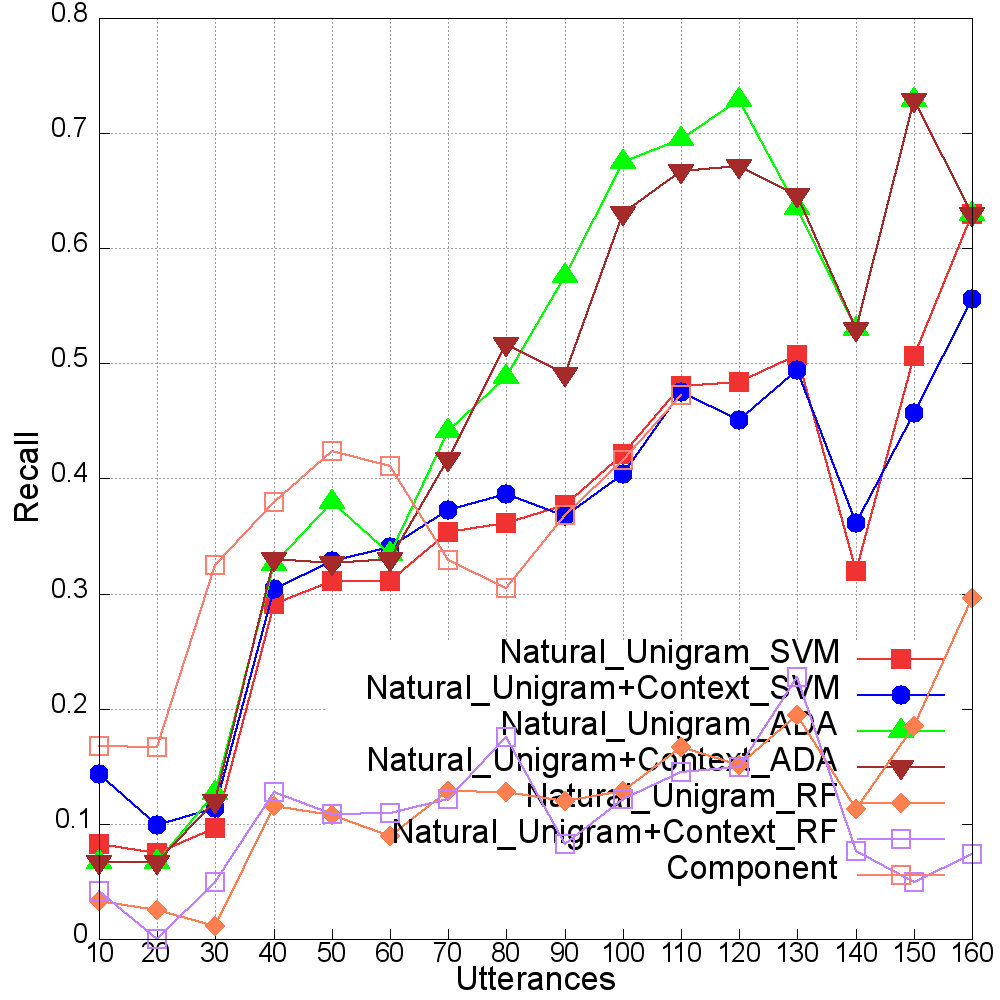 0.8
0.7
0.6
0.5
0.4
0.3
0.2
0.1
0
Recall
Natural_Unigram_SVM
Natural_Unigram+Context_SVM
Natural_Unigram_ADA
Natural_Unigram+Context_ADA
Natural_Unigram_RF
Natural_Unigram+Context_RF
Component
10 20 30 40 50 60 70 80 90 100 110 120 130 140 150 160
Utterances